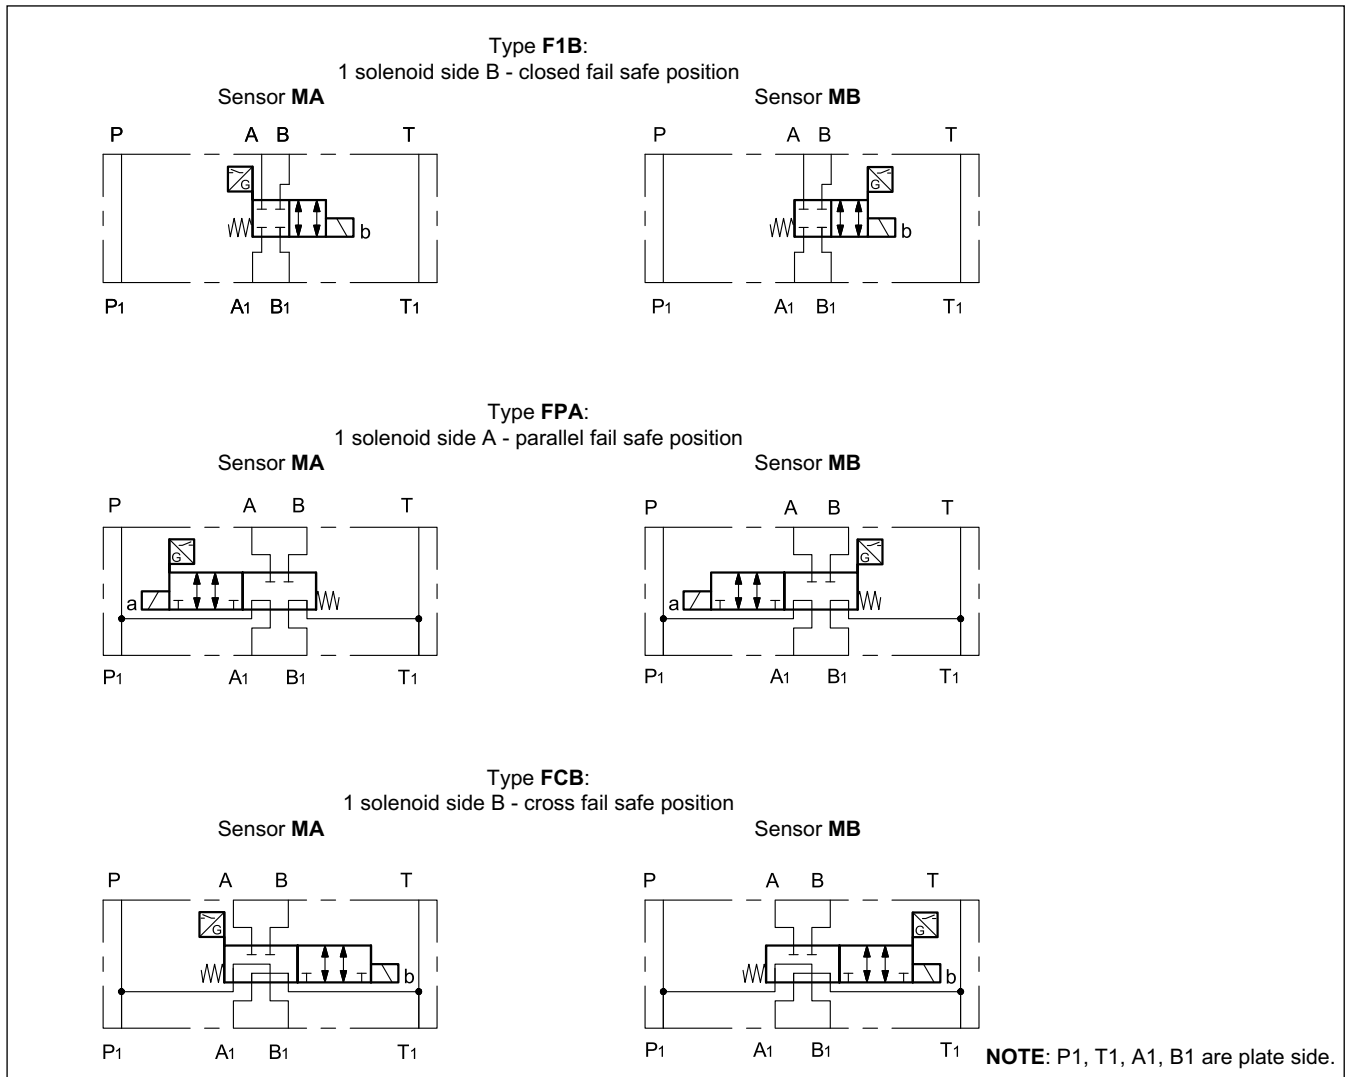 Type F1B:
1 solenoid side B - closed fail safe position
Sensor MA
Sensor MB
P A B T
P A B T
G
G
b
b
P1 A1 B1 T1
P1 A1 B1 T1
Type FPA:
1 solenoid side A - parallel fail safe position
Sensor MA
Sensor MB
P A B T
P A B T
G
G
a
a
P1 A1 B1 T1
P1 A1 B1 T1
Type FCB:
1 solenoid side B - cross fail safe position
Sensor MA
Sensor MB
P A B T
P A B T
G
G
b
b
P1 A1 B1 T1
P1 A1 B1 T1
NOTE: P1, T1, A1, B1 are plate side.